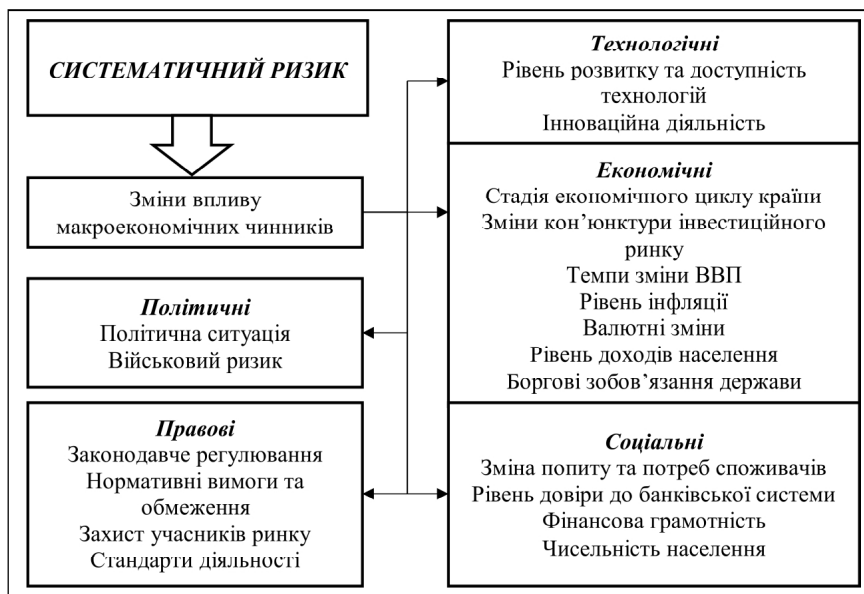 СИСТЕМАТИЧНИЙ РИЗИК
Зміни впливу
макроекономічних чинників
Політичні
Політична ситуація
Військовий ризик
Правові
Законодавче регулювання
Нормативні вимоги та
обмеження
Захист учасників ринку
Стандарти діяльності
Технологічні
Рівень розвитку та доступність
технологій
Інноваційна діяльність
Економічні
Стадія економічного циклу країни
Зміни кон’юнктури інвестиційного
ринку
Темпи зміни ВВП
Рівень інфляції
Валютні зміни
Рівень доходів населення
Боргові зобов’язання держави
Соціальні
Зміна попиту та потреб споживачів
Рівень довіри до банківської системи
Фінансова грамотність
Чисельність населення